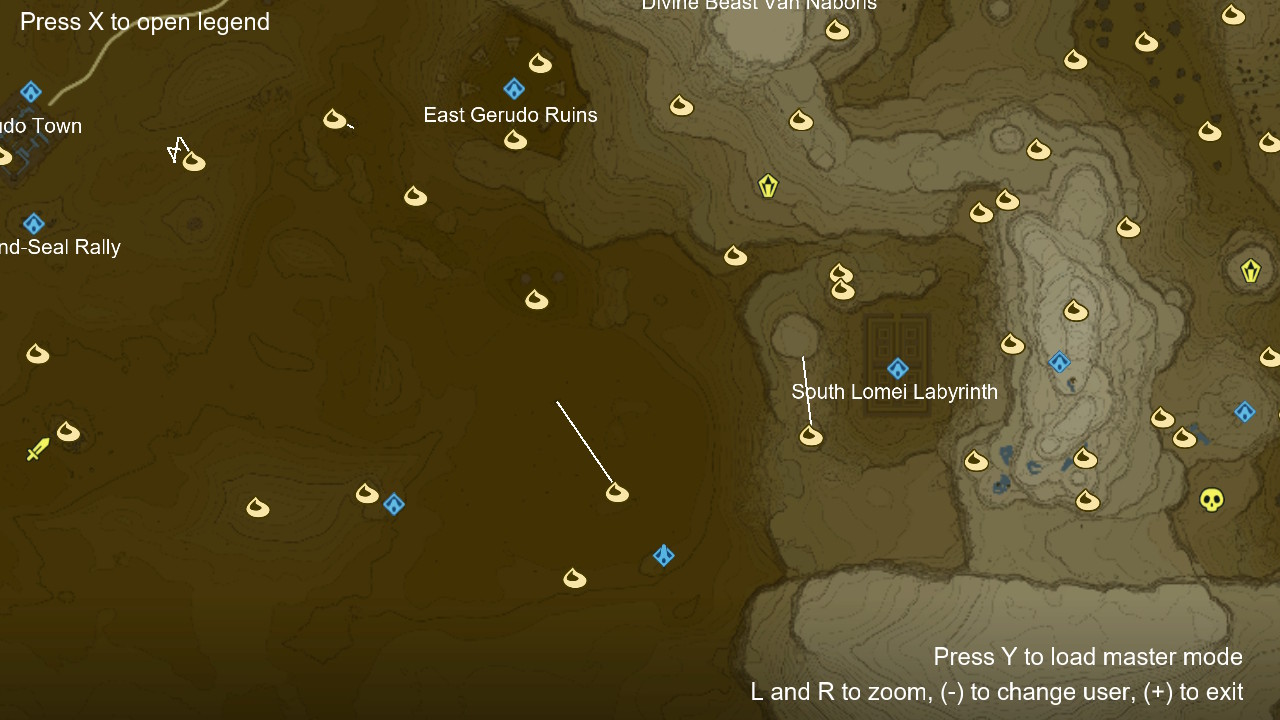 Divine Beast Van Naboris
Press X to open legend
East Gerudo Ruins
udo Town
nd-Seal Rally
South Lomei Labyrinth
Press Y to load master mode
L and R to zoom, (-) to change user, (+) to exit